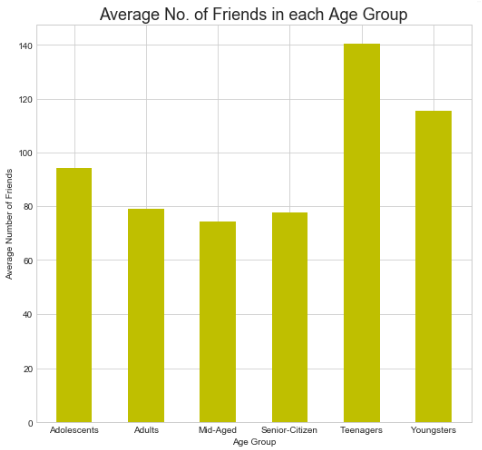 Average No. of Friends in each Age Group
Average Number of Friends
140
120
100
80
60
40
20
0
Adolescents Adults Mid-Aged Senior-Citizen Teenagers Youngsters
Age Group